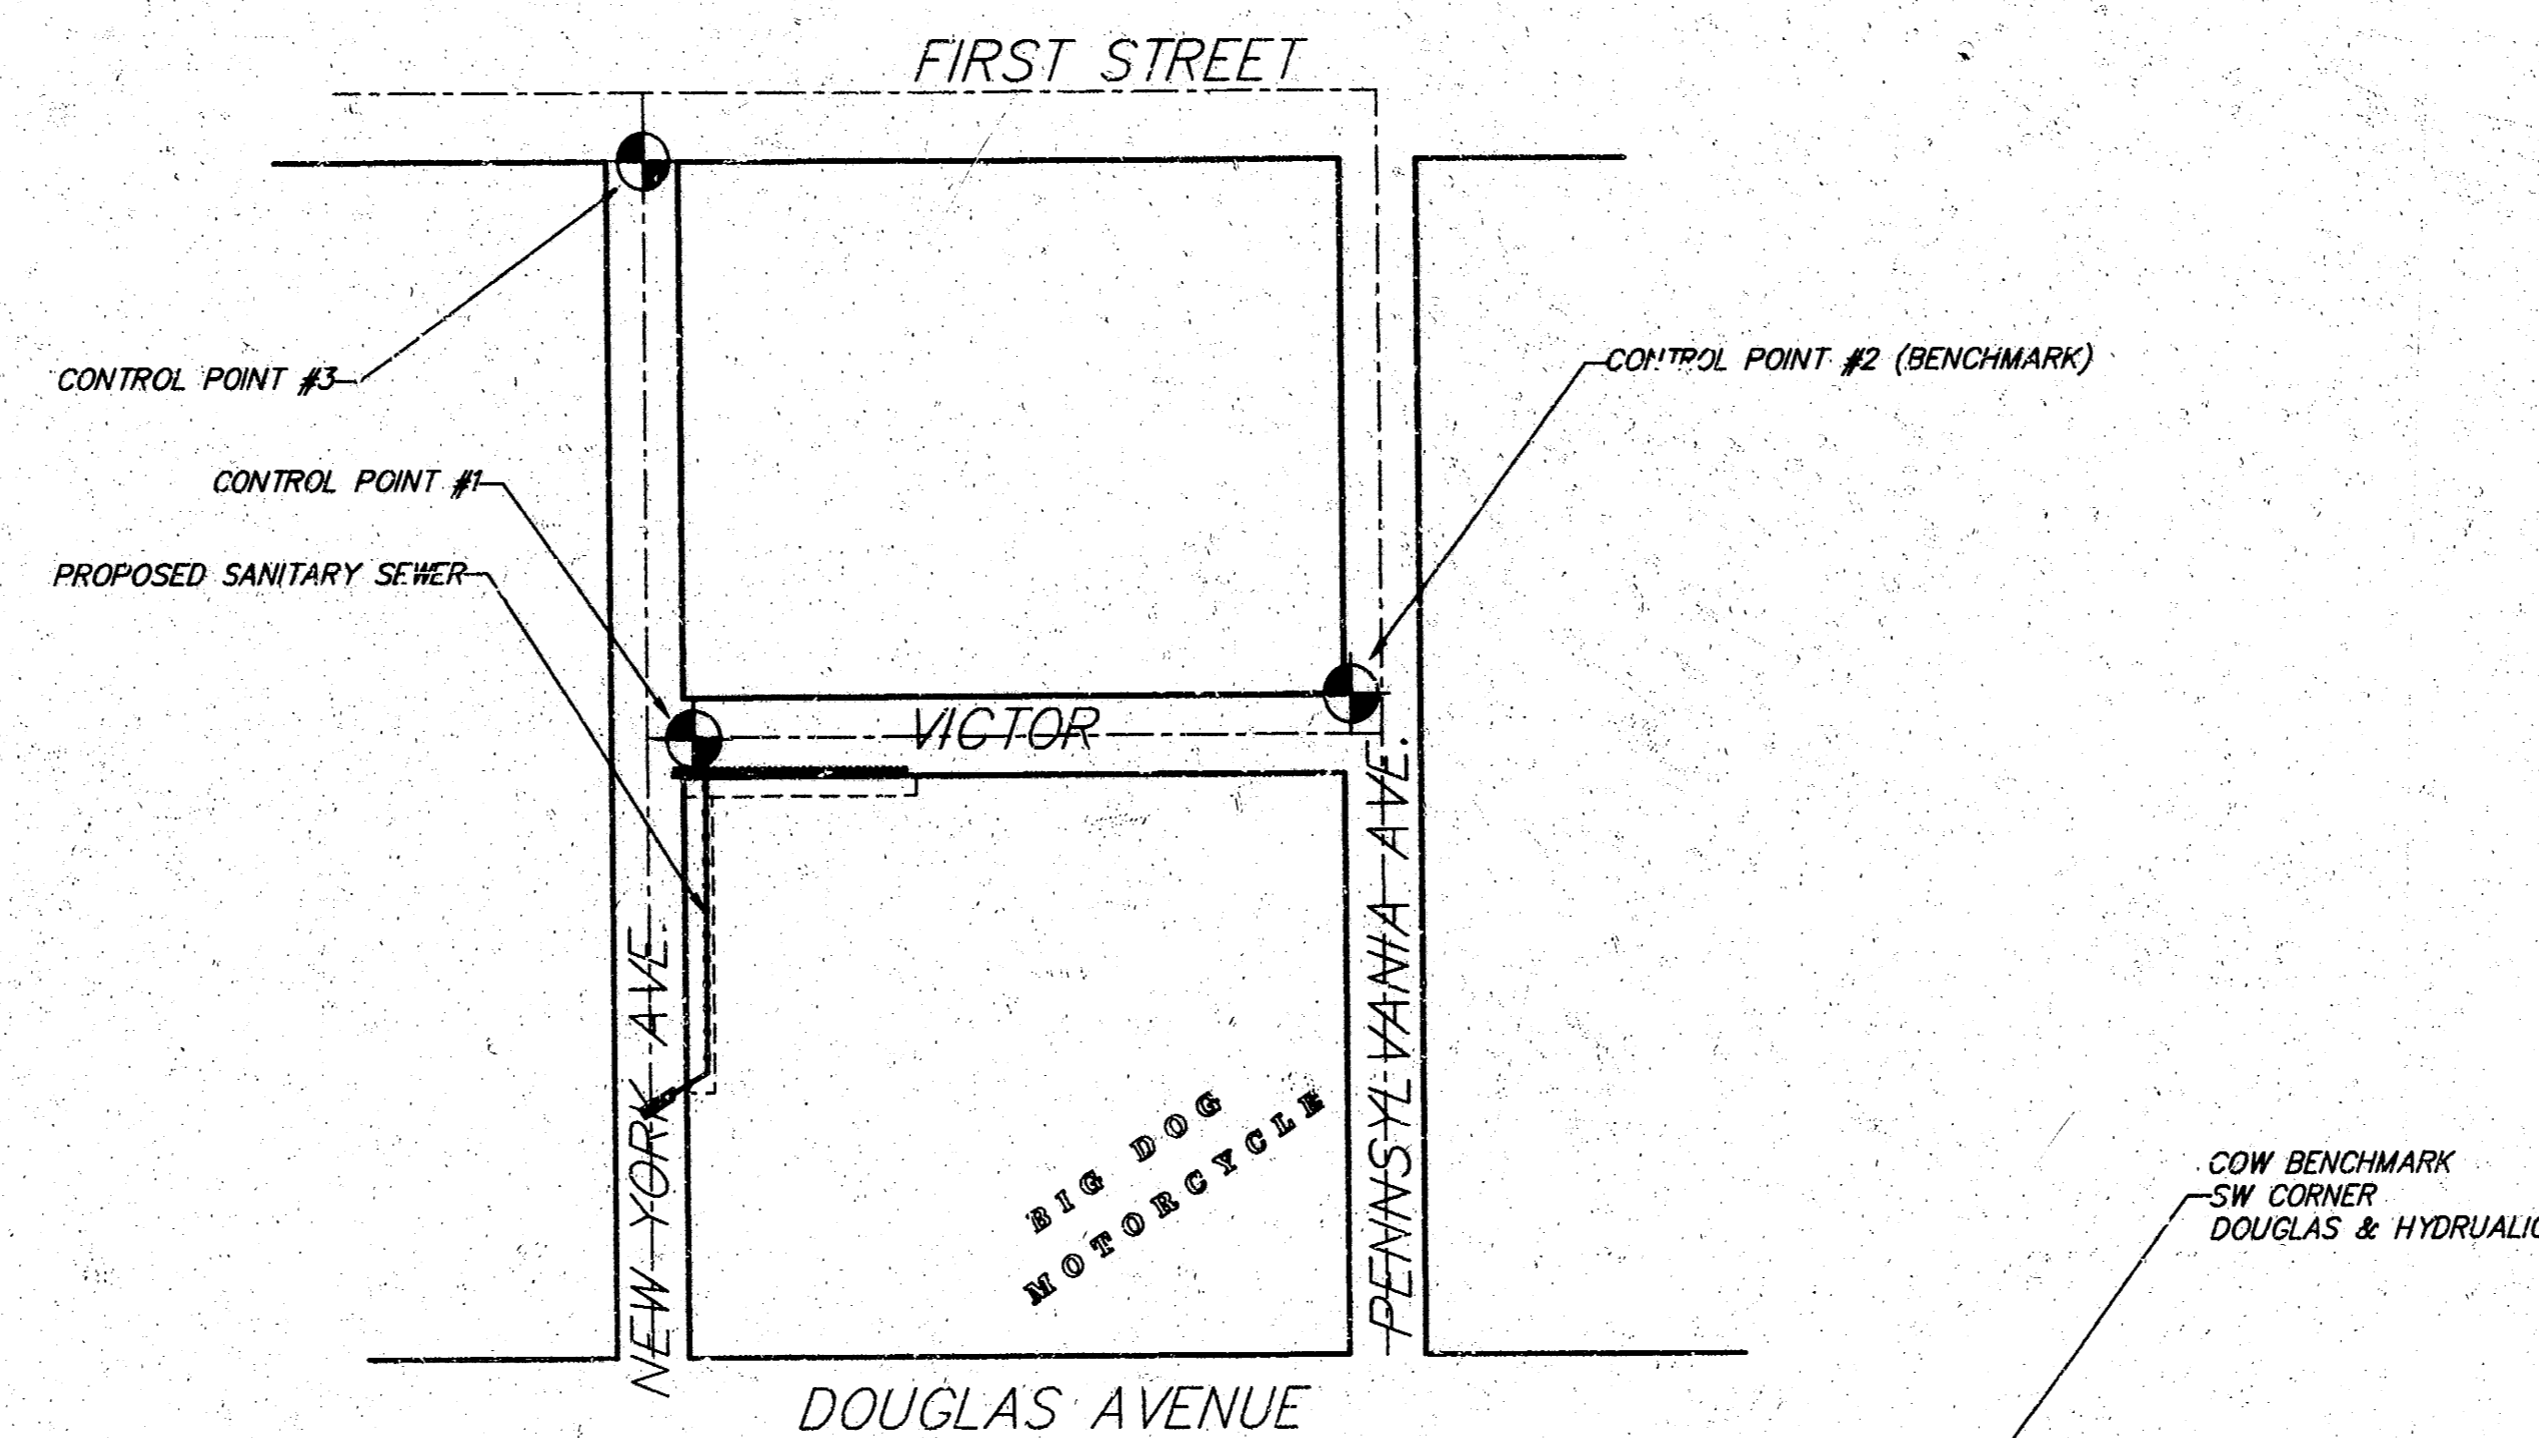 FIRST STREET
CONTROL POINT #3
CONTROL POINT #2 (BENCHMARK)
CONTROL POINT #1
PROPOSED SANITARY SEWER
VICTOR
NEW YORK AVE.
PENNSYLVANIA AVE.
BIG DOG
MOTORCYCLE
COW BENCHMARK
SW CORNER
DOUGLAS & HYDRUALIC
DOUGLAS AVENUE